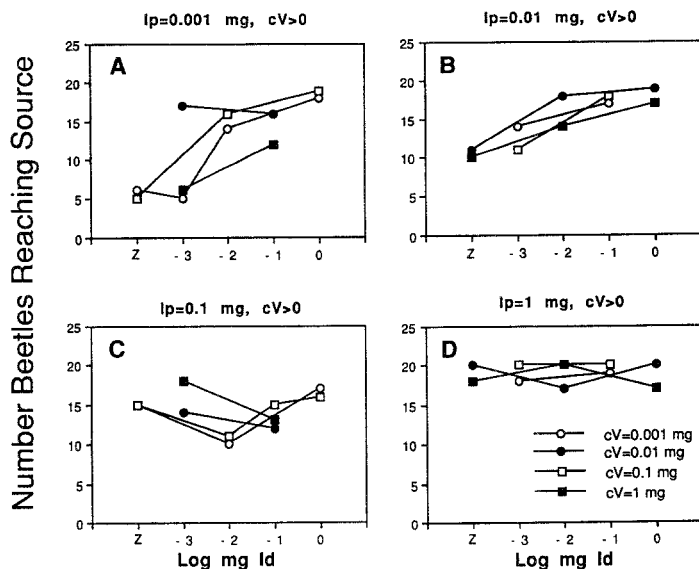 Ip=0.001 mg, cV>0
Ip=0.01 mg, cV>0
Number Beetles Reaching Source
A
25
20
15
10
5
0
Z
-3
-2
-1
0
B
25
20
15
10
5
0
Z
-3
-2
-1
0
Ip=0.1 mg, cV>0
Ip=1 mg, cV>0
C
25
20
15
10
5
0
Z
-3
-2
-1
0
Log mg Id
D
25
20
15
10
5
0
cV=0.001 mg
cV=0.01 mg
cV=0.1 mg
cV=1 mg
Z
-3
-2
-1
0
Log mg Id